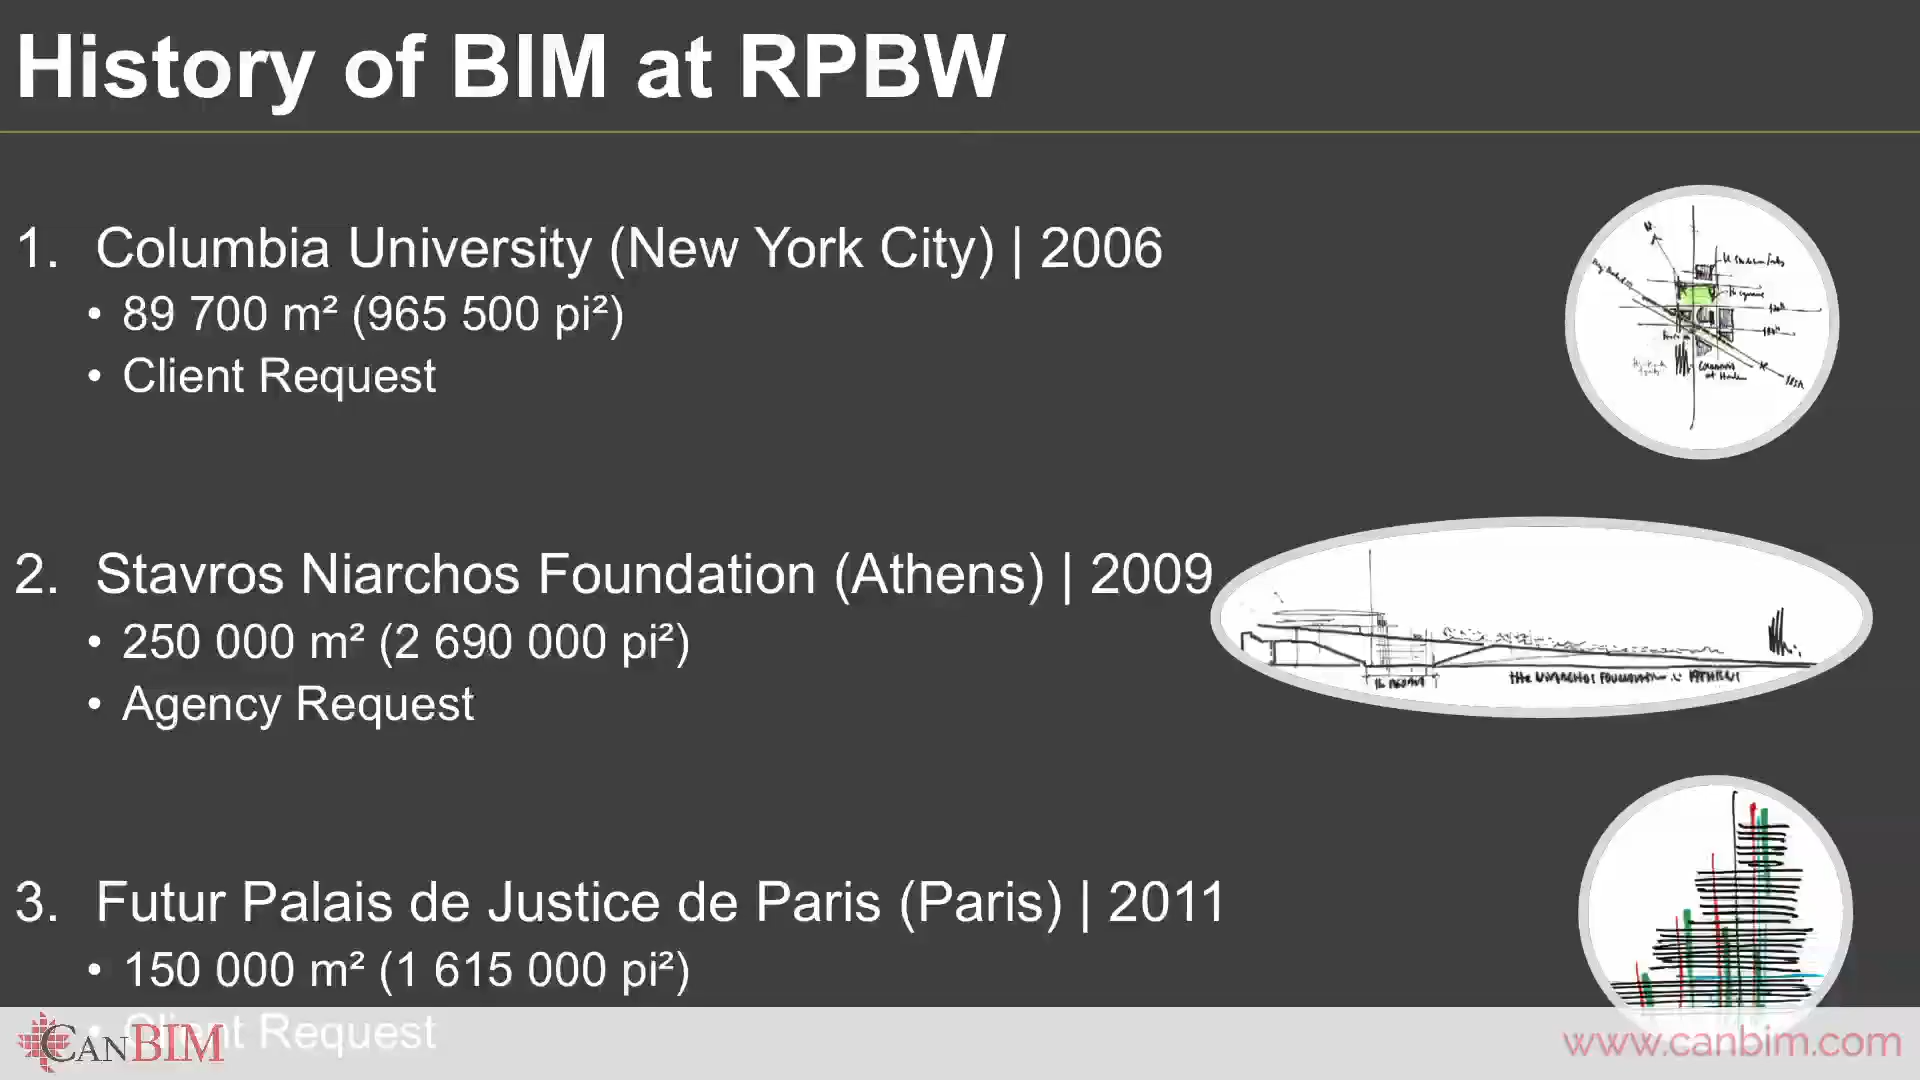 History of BIM at RPBW
1. Columbia University (New York City) | 2006
• 89 700 m² (965 500 pi²)
• Client Request
2. Stavros Niarchos Foundation (Athens) | 2009
• 250 000 m² (2 690 000 pi²)
• Agency Request
3. Futur Palais de Justice de Paris (Paris) | 2011
• 150 000 m² (1 615 000 pi²)
• Client Request
CANBIM
www.canbim.com